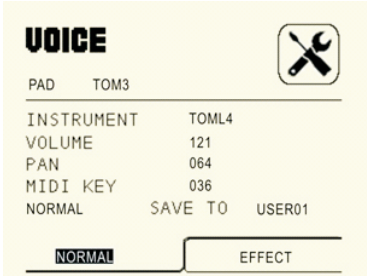 VOICE
PAD TOM3
INSTRUMENT TOML4
VOLUME 121
PAN 064
MIDI KEY 036
NORMAL SAVE TO USER01
NORMAL EFFECT